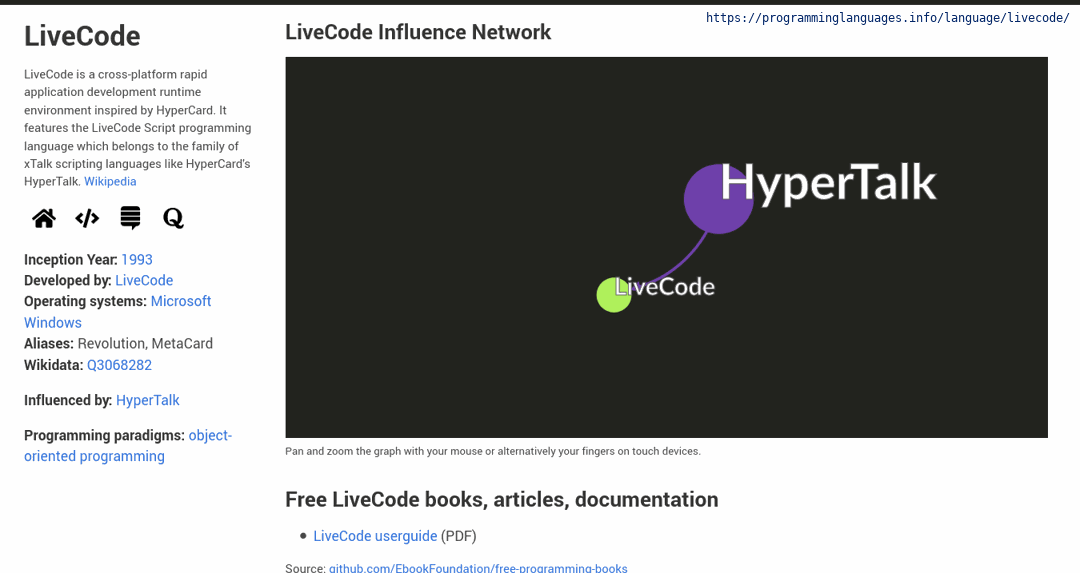 https://programminglanguages.info/language/livecode/
LiveCode
LiveCode is a cross-platform rapid
application development runtime
environment inspired by HyperCard. It
features the LiveCode Script programming
language which belongs to the family of
xTalk scripting languages like HyperCard's
HyperTalk. Wikipedia
Inception Year: 1993
Developed by: LiveCode
Operating systems: Microsoft
Windows
Aliases: Revolution, MetaCard
Wikidata: Q3068282
Influenced by: HyperTalk
Programming paradigms: object-
oriented programming
LiveCode Influence Network
HyperTalk
LiveCode
Pan and zoom the graph with your mouse or alternatively your fingers on touch devices.
Free LiveCode books, articles, documentation
• LiveCode userguide (PDF)
Source: github.com/EbookFoundation/free-programming-books